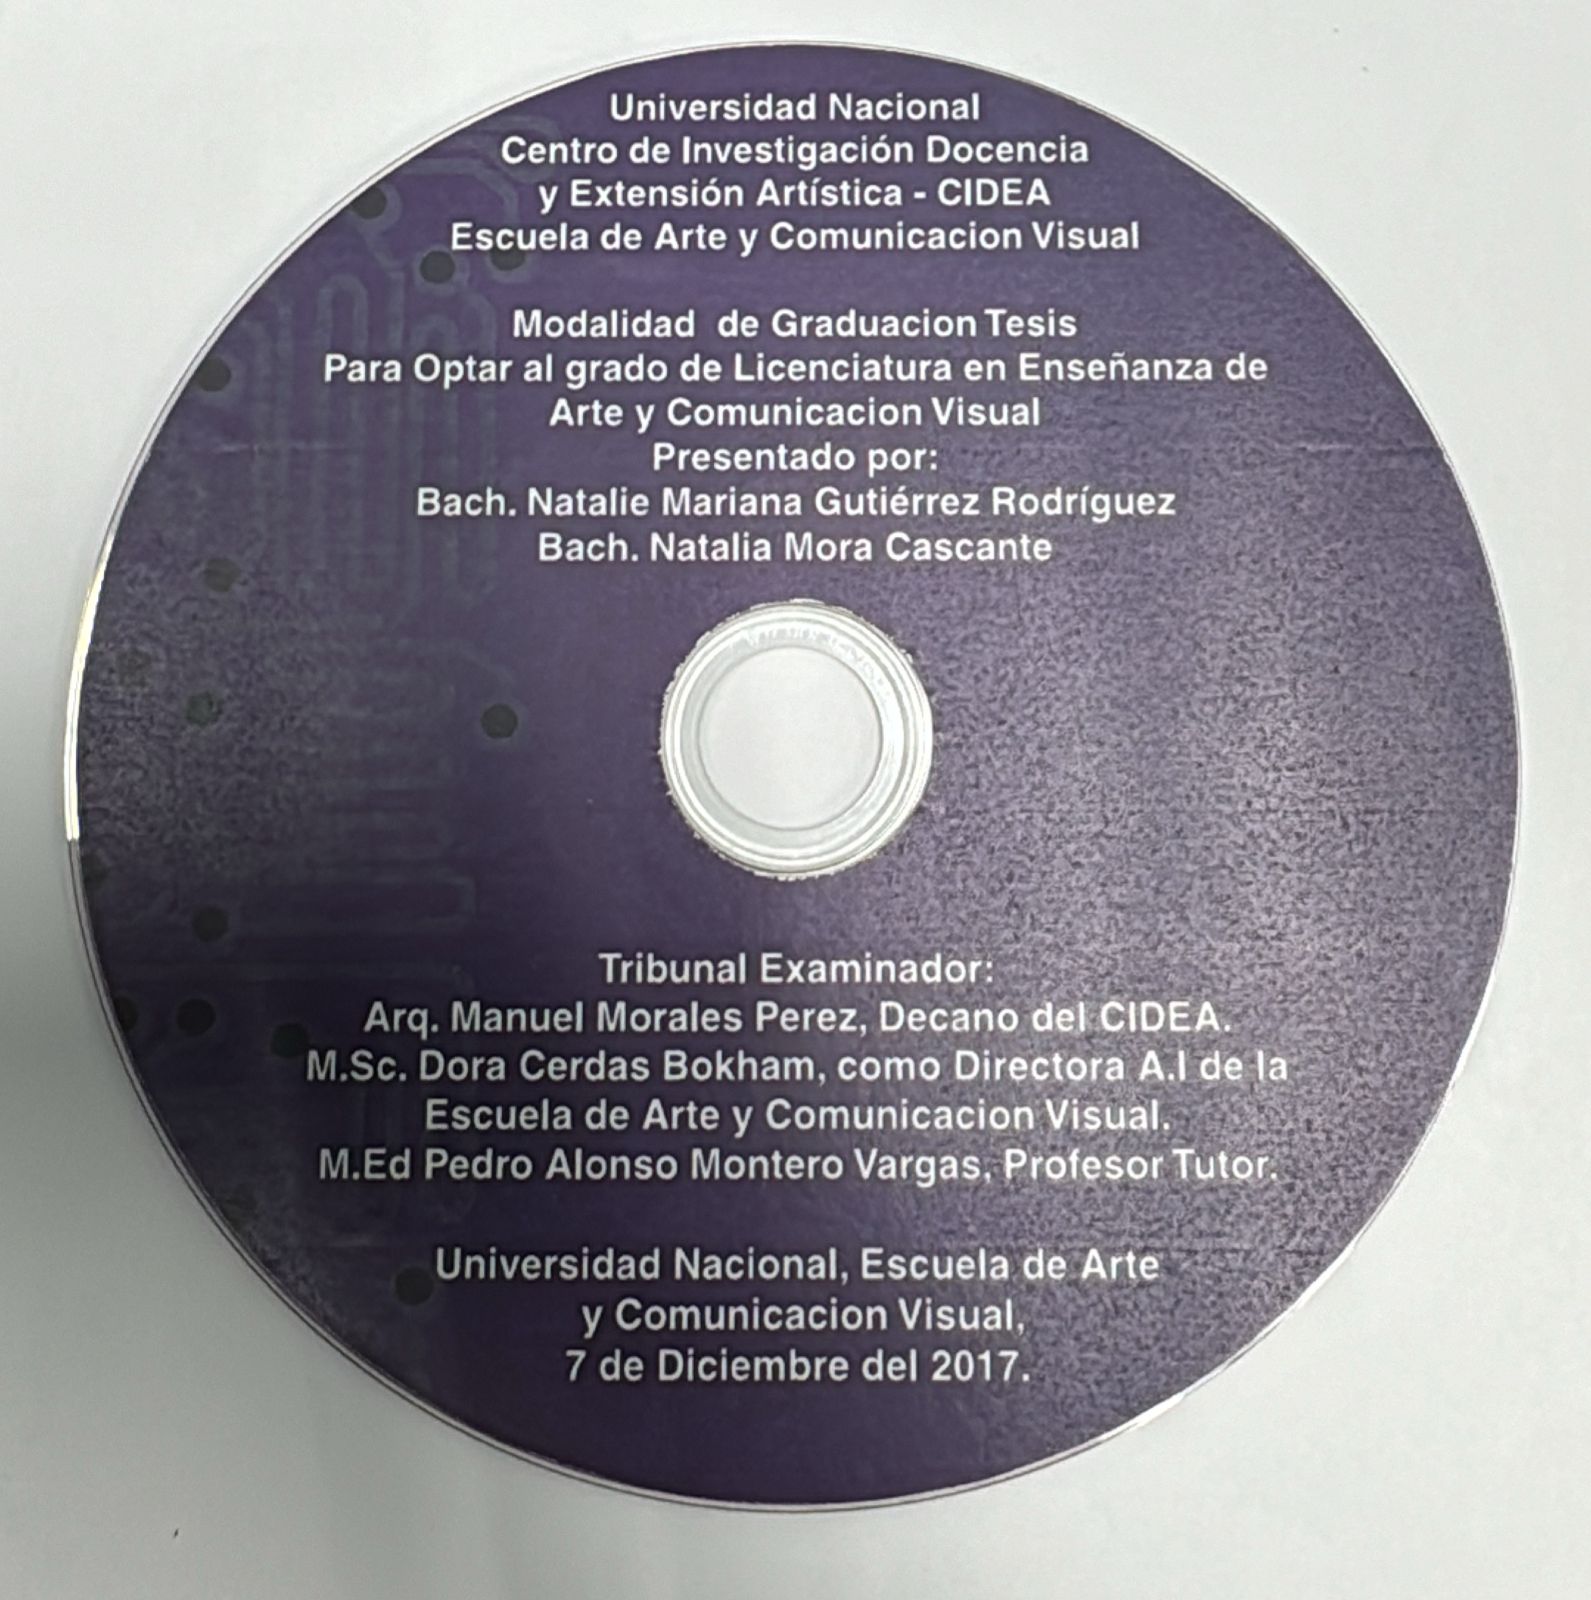 Universidad Nacional
Centro de Investigación Docencia
y Extensión Artística - CIDEA
Escuela de Arte y Comunicacion Visual
Modalidad de Graduacion Tesis
Para Optar al grado de Licenciatura en Enseñanza de
Arte y Comunicacion Visual
Presentado por:
Bach. Natalie Mariana Gutiérrez Rodríguez
Bach. Natalia Mora Cascante
Tribunal Examinador:
Arq. Manuel Morales Perez, Decano del CIDEA.
M.Sc. Dora Cerdas Bokham, como Directora A.I de la
Escuela de Arte y Comunicacion Visual.
M.Ed Pedro Alonso Montero Vargas, Profesor Tutor.
Universidad Nacional, Escuela de Arte
y Comunicacion Visual,
7 de Diciembre del 2017.